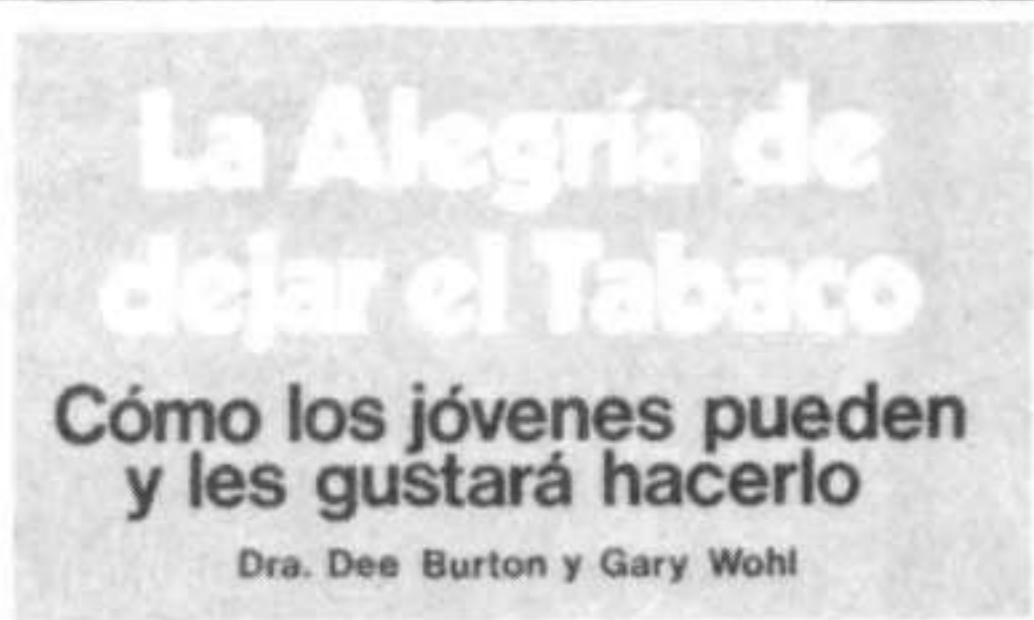 La Alegría de
dejar el Tabaco
Cómo los jóvenes pueden
y les gustará hacerlo
Dra. Dee Burton y Gary Wohl